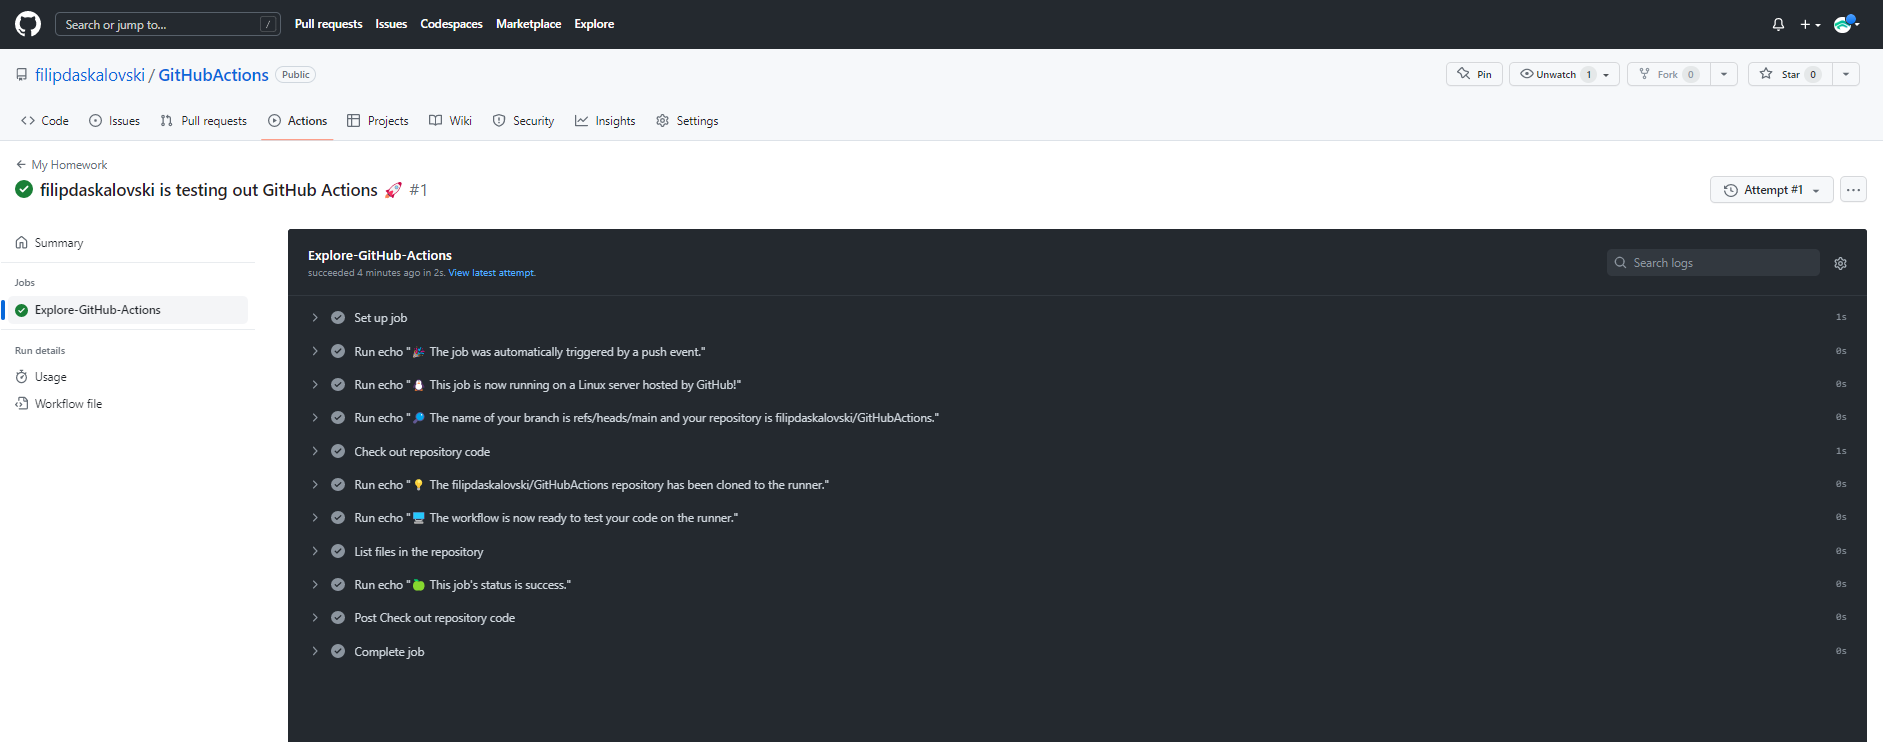 Search or jump to... /
Pull requests Issues Codespaces Marketplace Explore
filipdaskalovski / GitHubActions Public
Pin Unwatch 1 Fork 0 Star 0
Code Issues Pull requests Actions Projects Wiki Security Insights Settings
← My Homework
filipdaskalovski is testing out GitHub Actions 🚀 #1
Attempt #1 ...
Summary
Jobs
Explore-GitHub-Actions
Run details
Usage
Workflow file
Explore-GitHub-Actions
succeeded 4 minutes ago in 2s. View latest attempt.
Search logs
Set up job 1s
Run echo "🎉 The job was automatically triggered by a push event." 0s
Run echo "🐧 This job is now running on a Linux server hosted by GitHub!" 0s
Run echo "🔎 The name of your branch is refs/heads/main and your repository is filipdaskalovski/GitHubActions." 0s
Check out repository code 1s
Run echo "💡 The filipdaskalovski/GitHubActions repository has been cloned to the runner." 0s
Run echo "🖥️ The workflow is now ready to test your code on the runner." 0s
List files in the repository 0s
Run echo "🍏 This job's status is success." 0s
Post Check out repository code 0s
Complete job 0s